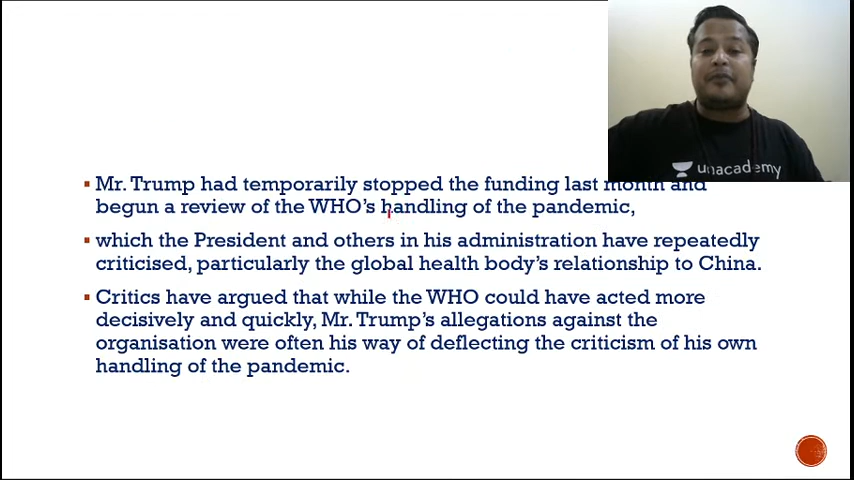 unacademy
Mr. Trump had temporarily stopped the funding last month and
begun a review of the WHO's handling of the pandemic,
which the President and others in his administration have repeatedly
criticised, particularly the global health body's relationship to China.
Critics have argued that while the WHO could have acted more
decisively and quickly, Mr. Trump's allegations against the
organisation were often his way of deflecting the criticism of his own
handling of the pandemic.